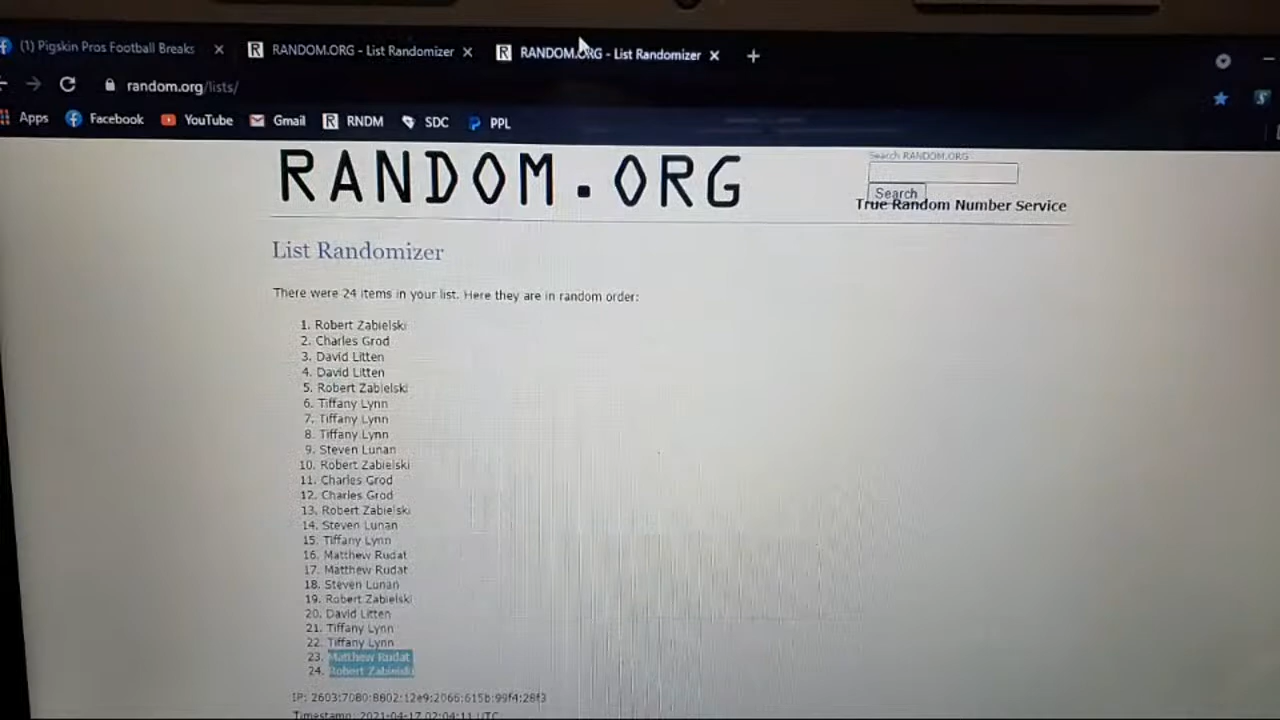 (1) Pigskin Pros Football Breaks
RANDOM.ORG - List Randomizer
RANDOM.ORG - List Randomizer
random.org/lists/
Apps Facebook YouTube Gmail RNDM SDC PPL
RANDOM.ORG
Search RANDOM.ORG
Search
True Random Number Service
List Randomizer
There were 24 items in your list. Here they are in random order:
1. Robert Zabielski
2. Charles Grod
3. David Litten
4. David Litten
5. Robert Zabielski
6. Tiffany Lynn
7. Tiffany Lynn
8. Tiffany Lynn
9. Steven Lunan
10. Robert Zabielski
11. Charles Grod
12. Charles Grod
13. Robert Zabielski
14. Steven Lunan
15. Tiffany Lynn
16. Matthew Rudat
17. Matthew Rudat
18. Steven Lunan
19. Robert Zabielski
20. David Litten
21. Tiffany Lynn
22. Tiffany Lynn
23. Matthew Rudat
24. Robert Zabielski
IP: 2603:7080:8802:12e9:2066:615b:99f4:28f3
Timestamp: 2021-04-17 02:04:11 UTC